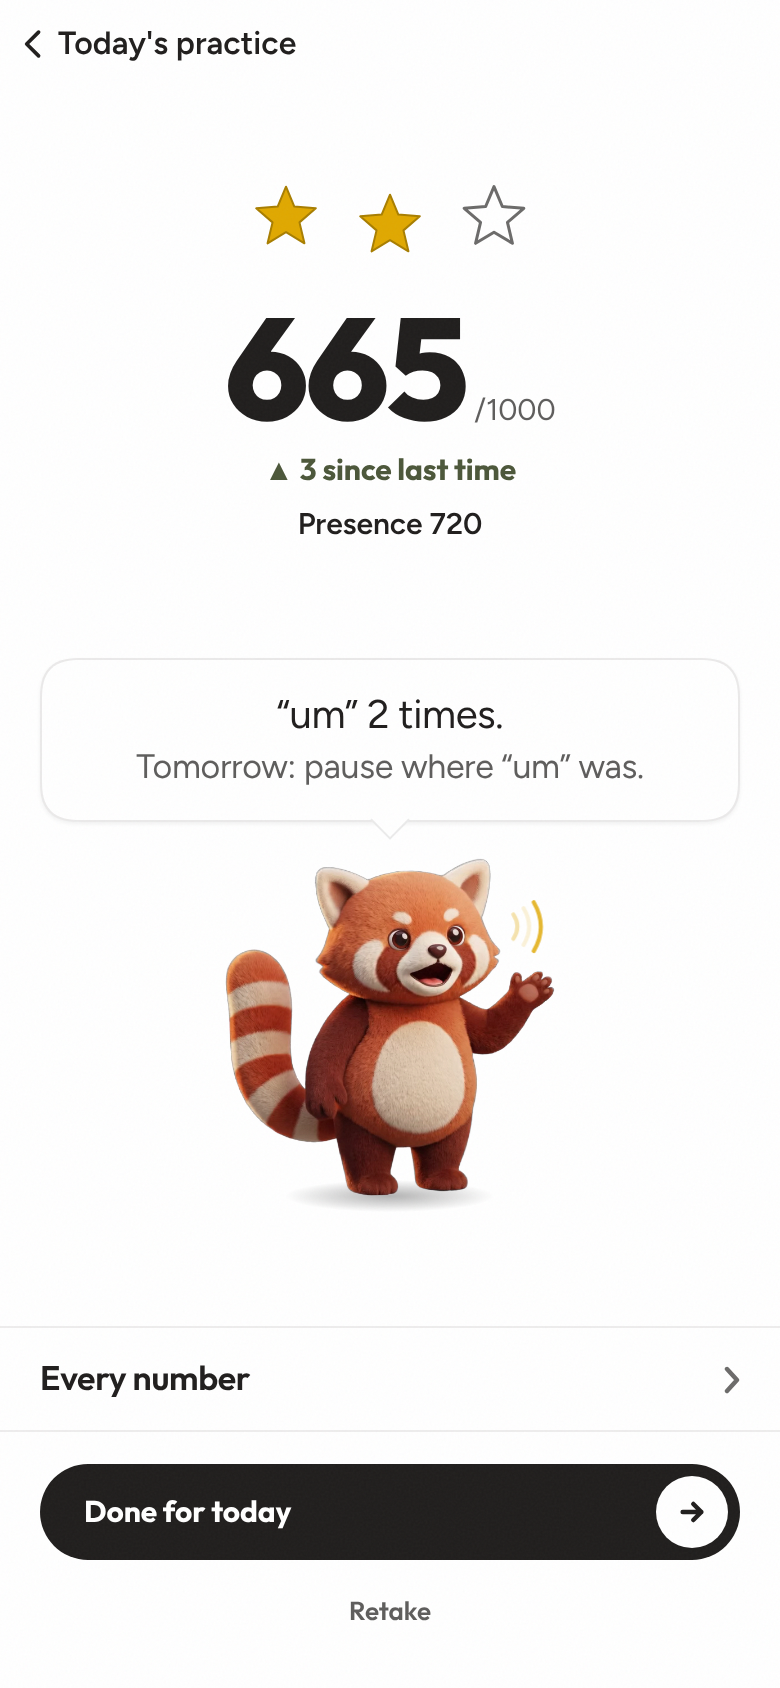 Today's practice
665 /1000
▲ 3 since last time
Presence 720
“um” 2 times.
Tomorrow: pause where “um” was.
Every number
Done for today
Retake